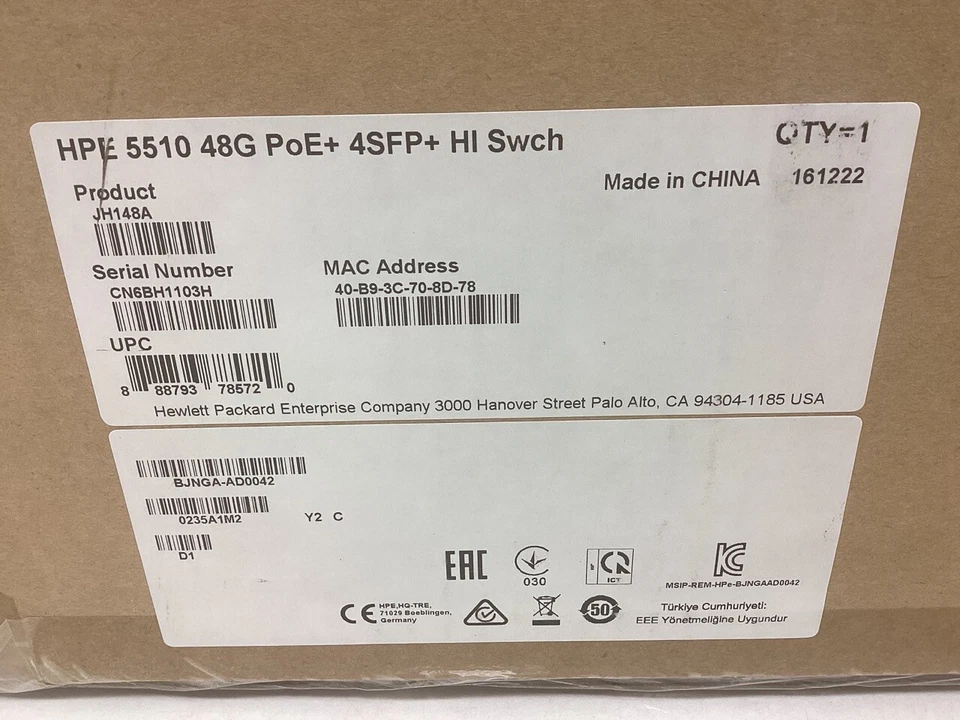 HPE 5510 48G PoE+ 4SFP+ HI Swch
QTY=1
Made in CHINA 161222
Product
JH148A
Serial Number
CN6BH1103H
MAC Address
40-B9-3C-70-8D-78
UPC
8 88793 78572 0
Hewlett Packard Enterprise Company 3000 Hanover Street Palo Alto, CA 94304-1185 USA
BJNGA-AD0042
0235A1M2
Y2 C
D1
EAC
030
ICT
MSIP-REM-HPe-BJNGAAD0042
CE
HPE,HQ-TRE,
71029 Boeblingen,
Germany
50
Türkiye Cumhuriyeti:
EEE Yönetmeliğine Uygundur